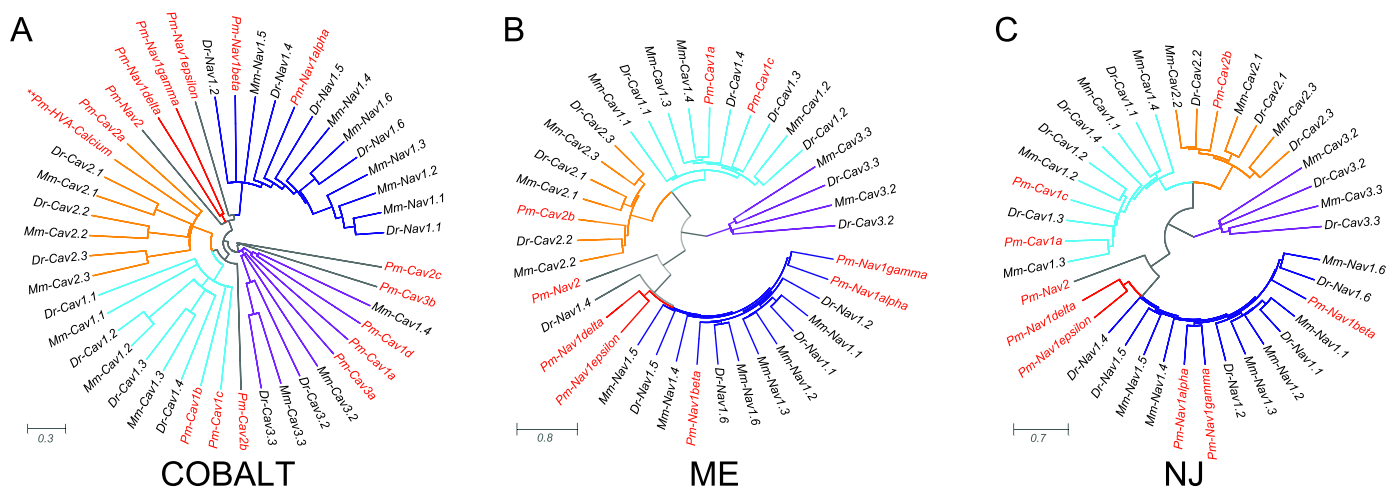 A
B
C
Pm-Nav2
Pm-Nav1delta
Pm-Nav1gamma
Pm-Nav1epsilon
Dr-Nav1.2
Pm-Nav1beta
Mm-Nav1.5
Dr-Nav1.4
Pm-Nav1alpha
Dr-Nav1.5
Mm-Nav1.4
Mm-Nav1.6
Dr-Nav1.6
Mm-Nav1.3
Mm-Nav1.2
Mm-Nav1.1
Dr-Nav1.1
Pm-Cav2c
Pm-Cav3b
Mm-Cav1.4
Pm-Cav1d
Pm-Cav1a
Pm-Cav3a
Mm-Cav3.2
Dr-Cav3.2
Mm-Cav3.3
Dr-Cav3.3
Pm-Cav2b
Pm-Cav1c
Pm-Cav1b
Dr-Cav1.4
Mm-Cav1.3
Dr-Cav1.3
Mm-Cav1.2
Dr-Cav1.2
Mm-Cav1.1
Dr-Cav1.1
Mm-Cav2.3
Dr-Cav2.3
Mm-Cav2.2
Dr-Cav2.2
Mm-Cav2.1
Dr-Cav2.1
**Pm-HVA-Calcium
Pm-Cav2a
0.3
COBALT
Mm-Cav1.1
Dr-Cav1.1
Mm-Cav1.3
Mm-Cav1.4
Pm-Cav1a
Dr-Cav1.4
Pm-Cav1c
Dr-Cav1.3
Mm-Cav1.2
Dr-Cav1.2
Mm-Cav3.3
Dr-Cav3.3
Mm-Cav3.2
Dr-Cav3.2
Pm-Nav1gamma
Pm-Nav1alpha
Dr-Nav1.2
Mm-Nav1.1
Dr-Nav1.1
Mm-Nav1.2
Mm-Nav1.3
Mm-Nav1.6
Dr-Nav1.6
Pm-Nav1beta
Mm-Nav1.4
Dr-Nav1.5
Mm-Nav1.5
Pm-Nav1epsilon
Pm-Nav1delta
Dr-Nav1.4
Pm-Nav2
Mm-Cav2.2
Dr-Cav2.2
Pm-Cav2b
Mm-Cav2.1
Dr-Cav2.1
Mm-Cav2.3
Dr-Cav2.3
0.8
ME
Mm-Cav1.4
Mm-Cav2.2
Dr-Cav2.2
Pm-Cav2b
Mm-Cav2.1
Dr-Cav2.1
Mm-Cav2.3
Dr-Cav2.3
Mm-Cav3.2
Dr-Cav3.2
Mm-Cav3.3
Dr-Cav3.3
Mm-Nav1.6
Dr-Nav1.6
Pm-Nav1beta
Mm-Nav1.1
Dr-Nav1.1
Mm-Nav1.2
Mm-Nav1.3
Dr-Nav1.2
Pm-Nav1gamma
Pm-Nav1alpha
Mm-Nav1.4
Mm-Nav1.5
Dr-Nav1.5
Dr-Nav1.4
Pm-Nav1epsilon
Pm-Nav1delta
Pm-Nav2
Mm-Cav1.3
Pm-Cav1a
Dr-Cav1.3
Pm-Cav1c
Mm-Cav1.2
Dr-Cav1.2
Dr-Cav1.4
Mm-Cav1.1
Dr-Cav1.1
0.7
NJ